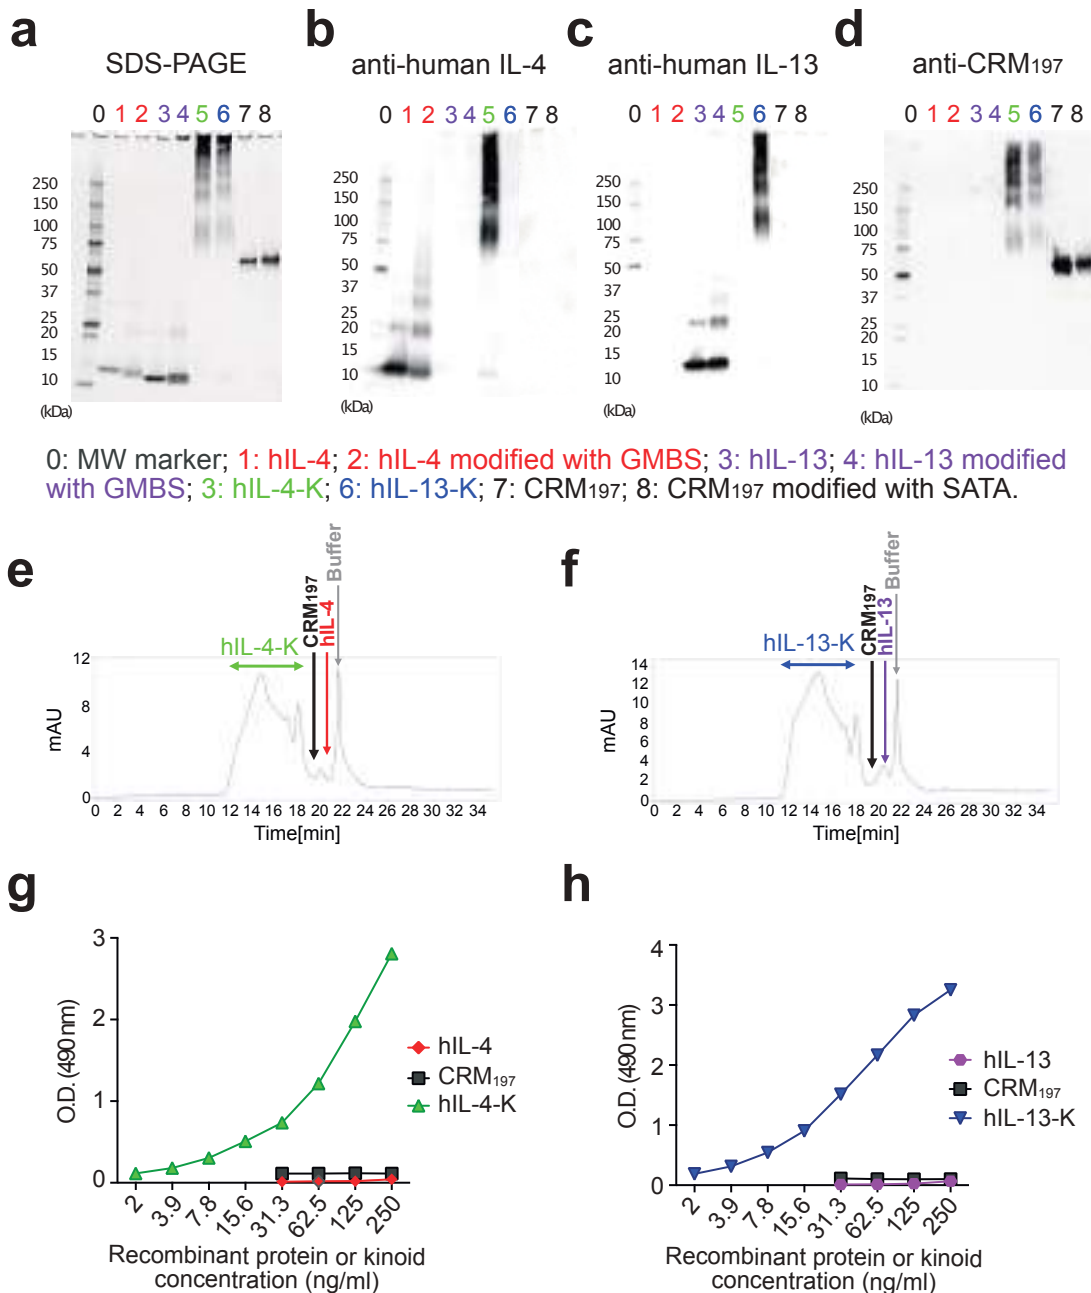 a
SDS-PAGE
0 1 2 3 4 5 6 7 8
250
150
100
75
50
37
25
20
15
10
(kDa)
b
anti-human IL-4
0 1 2 3 4 5 6 7 8
250
150
100
75
50
37
25
20
15
10
(kDa)
c
anti-human IL-13
0 1 2 3 4 5 6 7 8
250
150
100
75
50
37
25
20
15
10
(kDa)
d
anti-CRM197
0 1 2 3 4 5 6 7 8
250
150
100
75
50
37
25
20
15
10
(kDa)
0: MW marker; 1: hIL-4; 2: hIL-4 modified with GMBS; 3: hIL-13; 4: hIL-13 modified
with GMBS; 3: hIL-4-K; 6: hIL-13-K; 7: CRM197; 8: CRM197 modified with SATA.
e
hIL-4-K
CRM197
hIL-4
Buffer
12
8
4
0
mAU
0 2 4 6 8 10 12 14 16 18 20 22 24 26 28 30 32 34
Time[min]
f
hIL-13-K
CRM197
hIL-13
Buffer
14
12
10
8
6
4
2
0
mAU
0 2 4 6 8 10 12 14 16 18 20 22 24 26 28 30 32 34
Time[min]
g
3
2
1
0
O.D. (490 nm)
hIL-4
CRM197
hIL-4-K
2 3.9 7.8 15.6 31.3 62.5 125 250
Recombinant protein or kinoid
concentration (ng/ml)
h
4
3
2
1
0
O.D. (490 nm)
hIL-13
CRM197
hIL-13-K
2 3.9 7.8 15.6 31.3 62.5 125 250
Recombinant protein or kinoid
concentration (ng/ml)